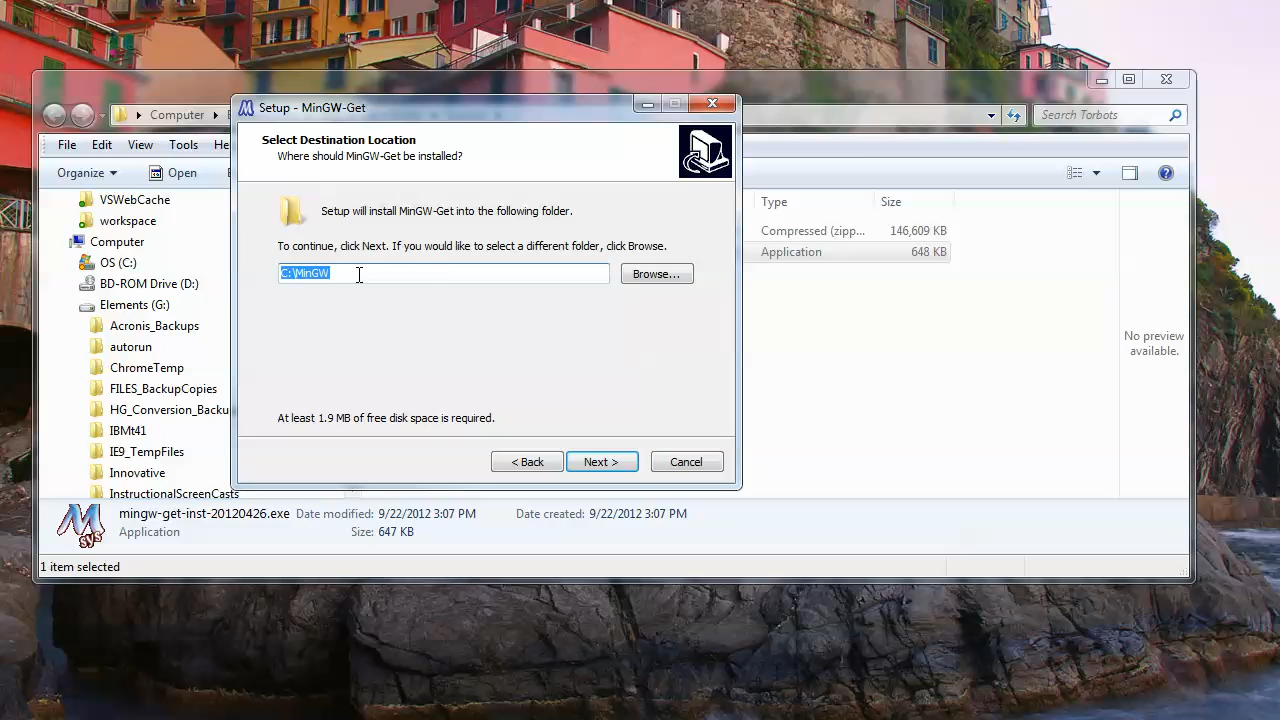 Computer
Search Torbots
File Edit View Tools He
Organize Open
Setup - MinGW-Get
Select Destination Location
Where should MinGW-Get be installed?
Setup will install MinGW-Get into the following folder.
To continue, click Next. If you would like to select a different folder, click Browse.
C:\MinGW
Browse...
At least 1.9 MB of free disk space is required.
< Back Next > Cancel
VSWebCache
workspace
Computer
OS (C:)
BD-ROM Drive (D:)
Elements (G:)
Acronis_Backups
autorun
ChromeTemp
FILES_BackupCopies
HG_Conversion_Backu
IBMt41
IE9_TempFiles
Innovative
InstructionalScreenCasts
Type Size
Compressed (zipp... 146,609 KB
Application 648 KB
No preview
available.
mingw-get-inst-20120426.exe Date modified: 9/22/2012 3:07 PM Date created: 9/22/2012 3:07 PM
Application Size: 647 KB
M
sys
1 item selected